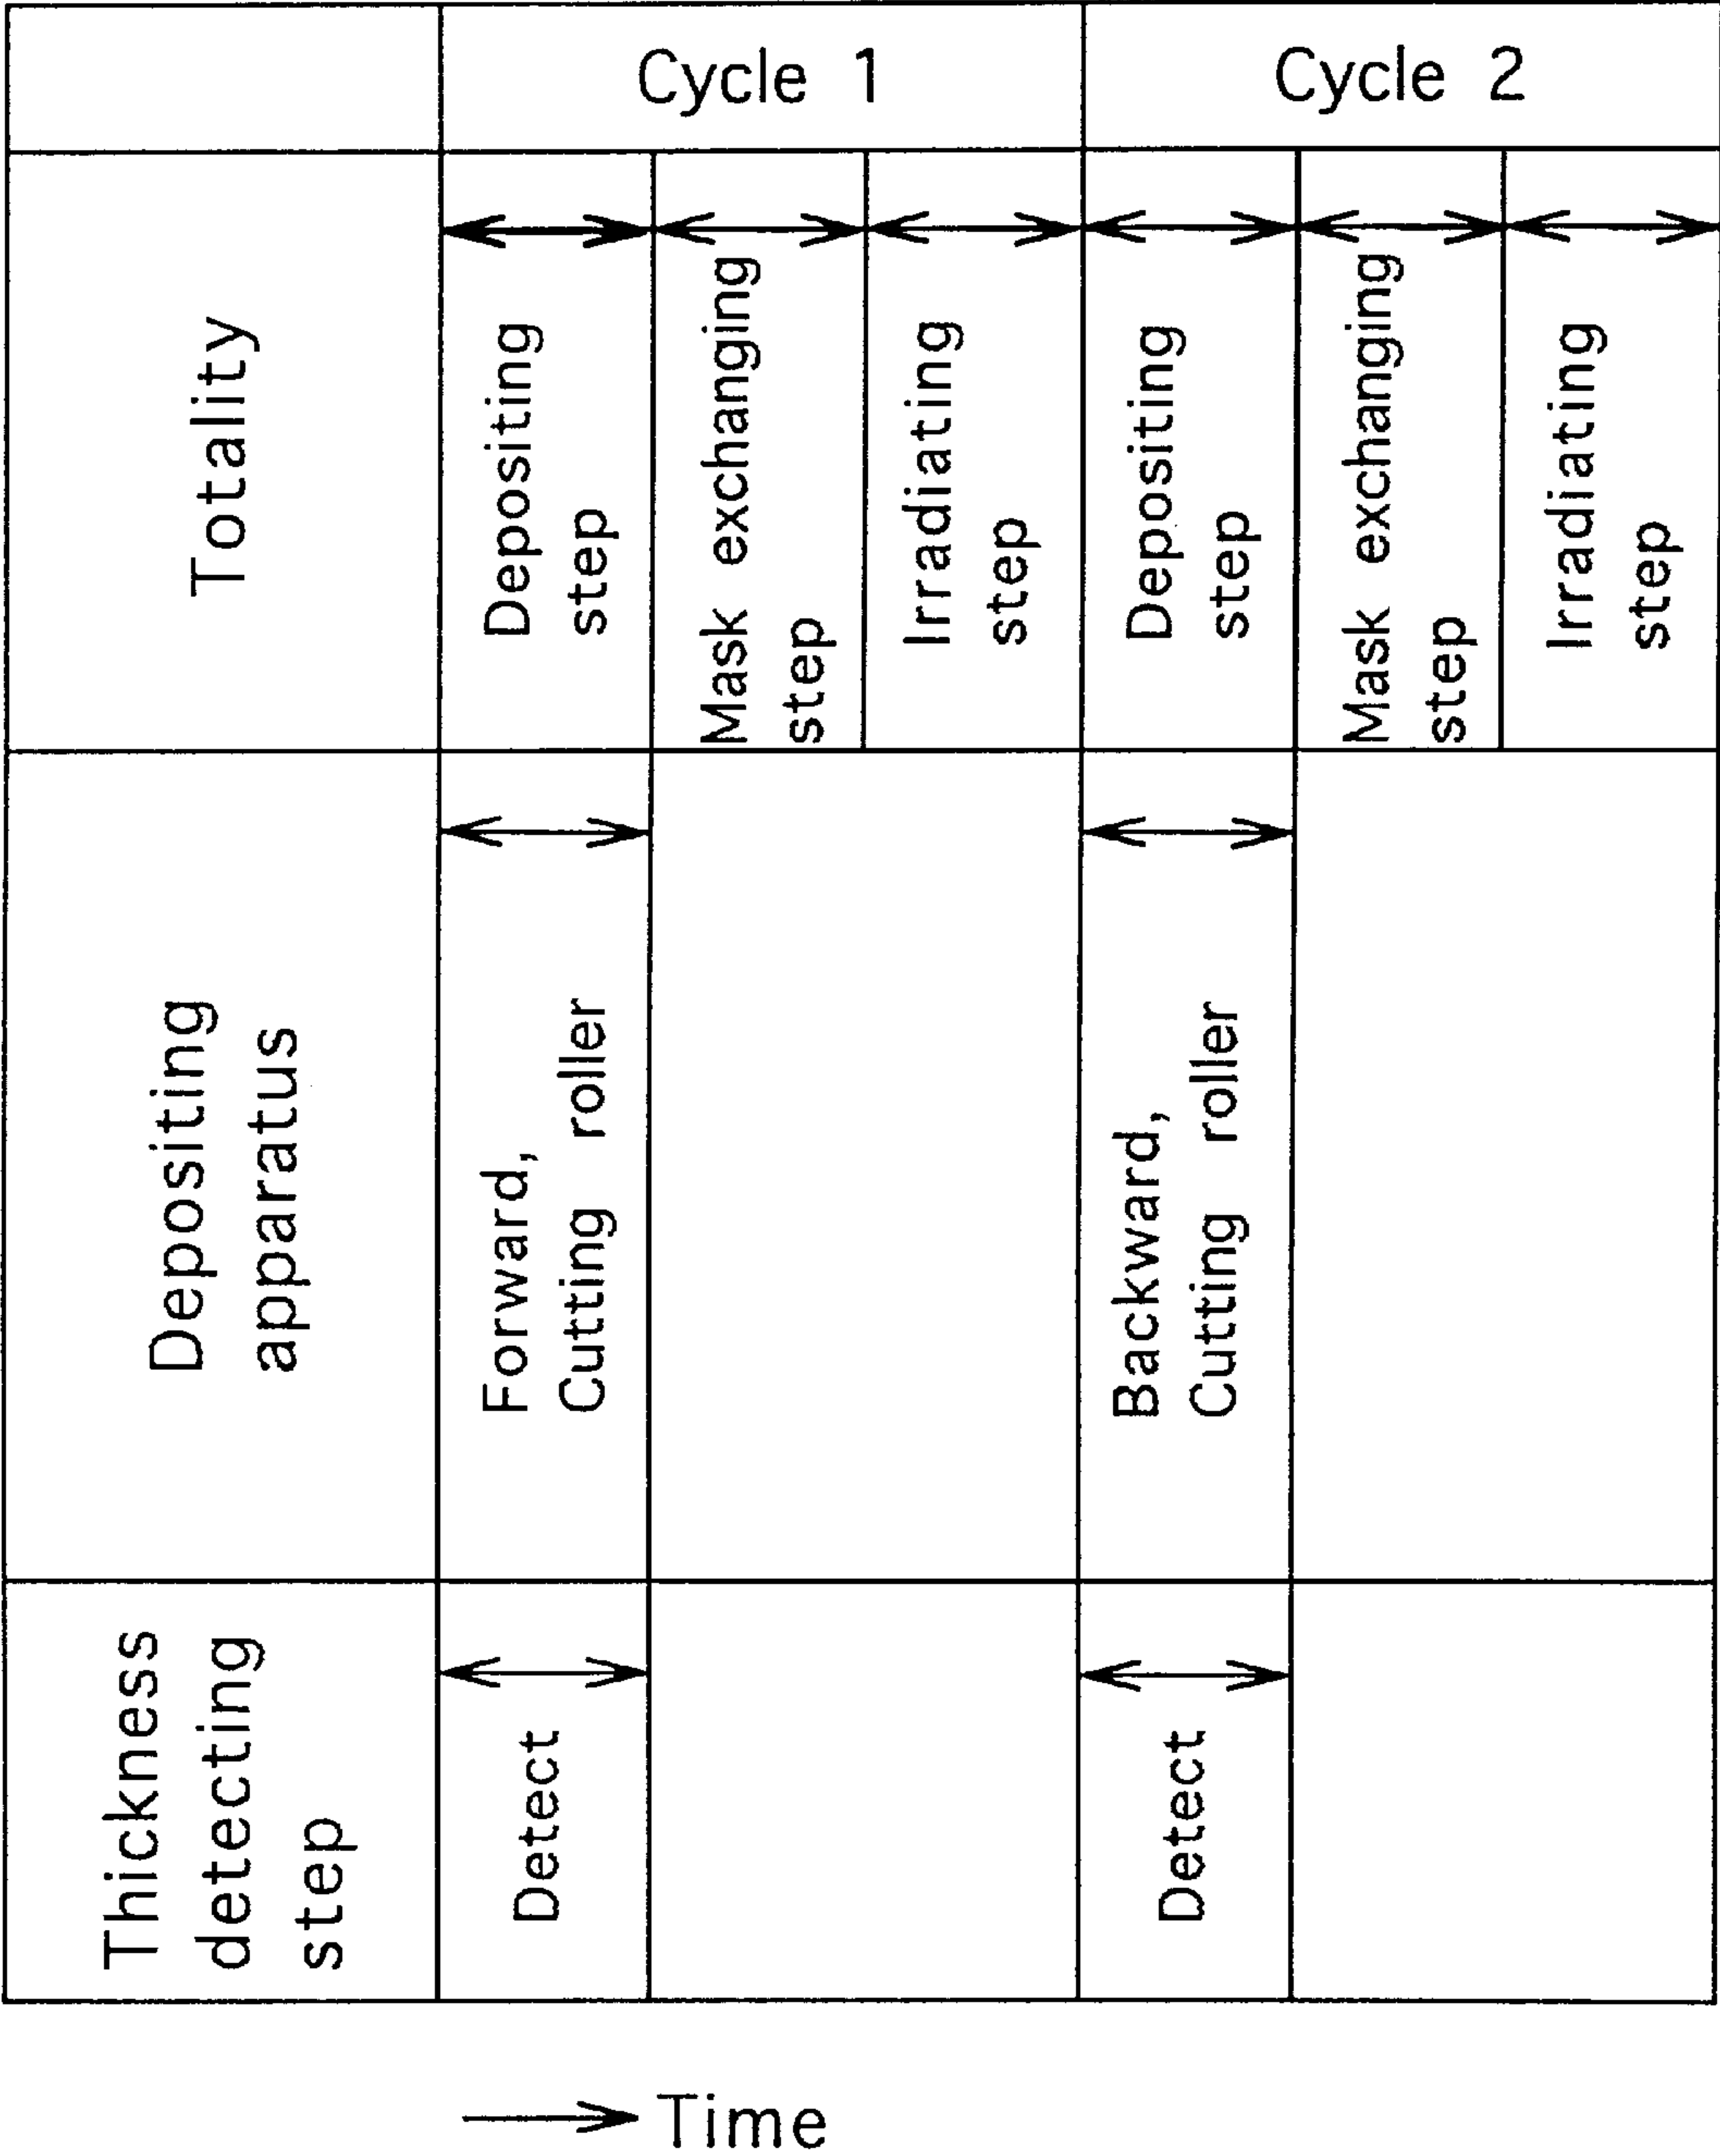 Cycle 1
Cycle 2
Totality
Depositing
step
Mask exchanging
step
Irradiating
step
Depositing
step
Mask exchanging
step
Irradiating
step
Depositing
apparatus
Forward,
Cutting roller
Backward,
Cutting roller
Thickness
detecting
step
Detect
Detect
Time